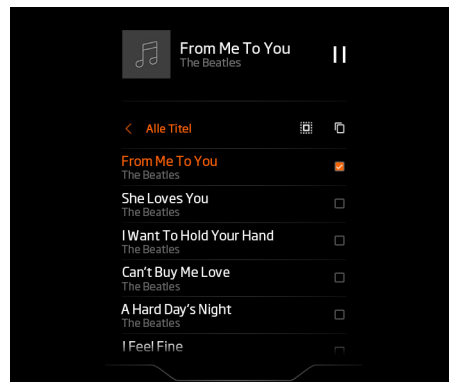 From Me To You
The Beatles
Alle Titel
From Me To You
The Beatles
She Loves You
The Beatles
I Want To Hold Your Hand
The Beatles
Can't Buy Me Love
The Beatles
A Hard Day's Night
The Beatles
I Feel Fine